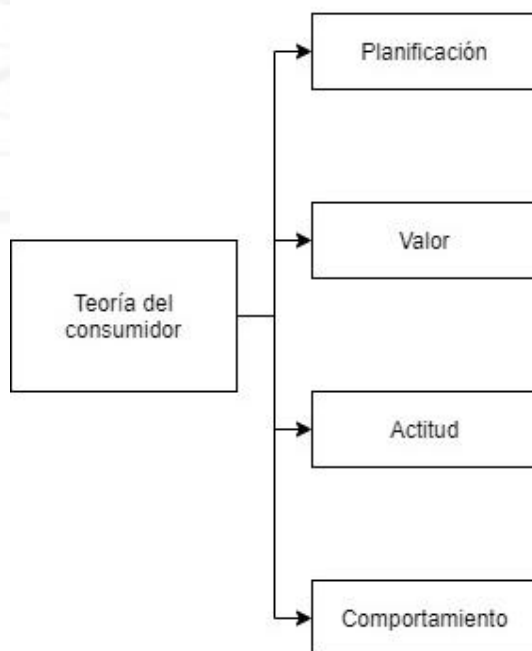 Planificación
Valor
Teoría del
consumidor
Actitud
Comportamiento